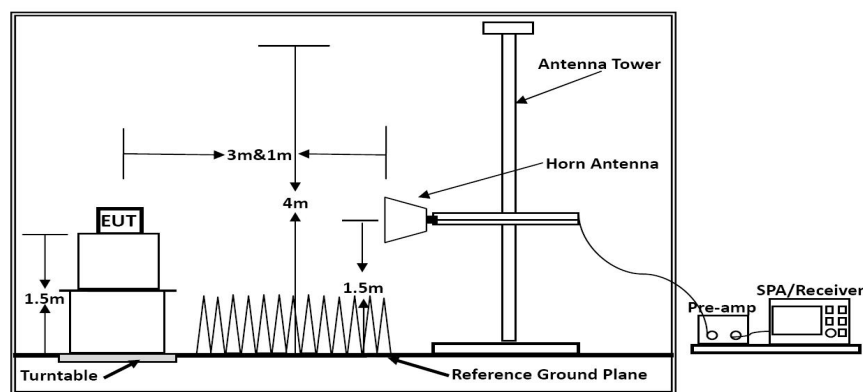 Antenna Tower
3m&1m
Horn Antenna
4m
EUT
1.5m
1.5m
SPA/Receiver
Pre-amp
Turntable
Reference Ground Plane